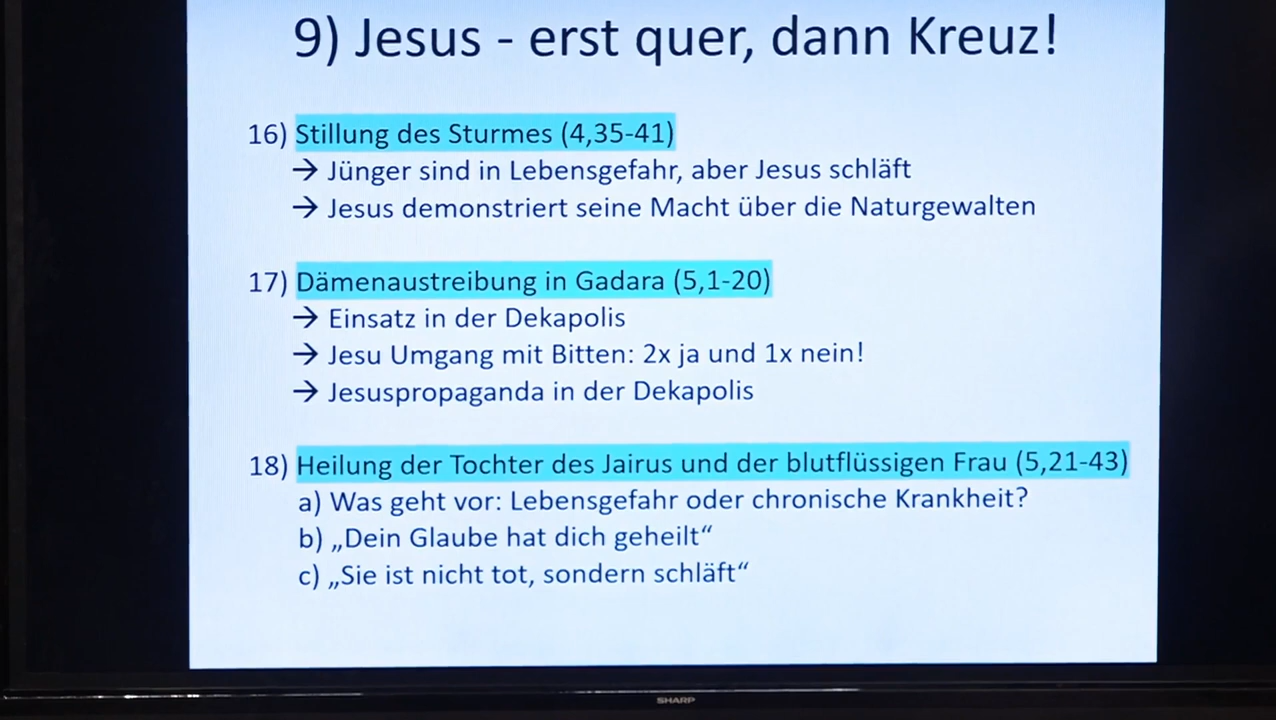 9) Jesus - erst quer, dann Kreuz!
16) Stillung des Sturmes (4,35-41)
→ Jünger sind in Lebensgefahr, aber Jesus schläft
→ Jesus demonstriert seine Macht über die Naturgewalten
17) Dämenaustreibung in Gadara (5,1-20)
→ Einsatz in der Dekapolis
→ Jesu Umgang mit Bitten: 2x ja und 1x nein!
→ Jesuspropaganda in der Dekapolis
18) Heilung der Tochter des Jairus und der blutflüssigen Frau (5,21-43)
a) Was geht vor: Lebensgefahr oder chronische Krankheit?
b) „Dein Glaube hat dich geheilt“
c) „Sie ist nicht tot, sondern schläft“
SHARP